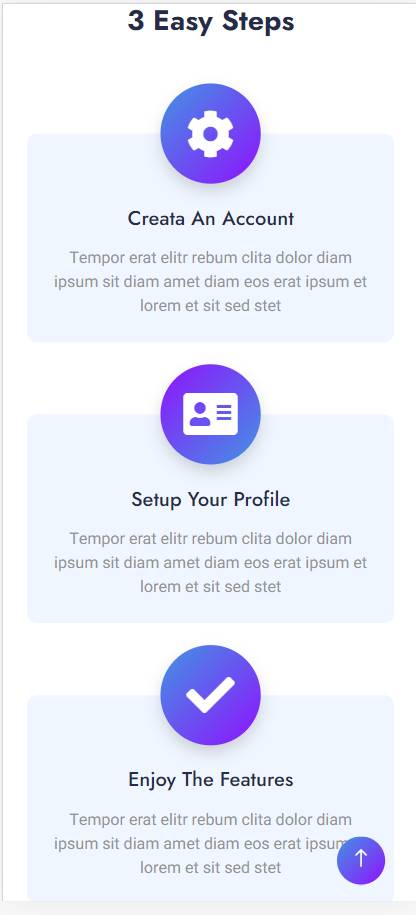 3 Easy Steps
Creata An Account
Tempor erat elitr rebum clita dolor diam
ipsum sit diam amet diam eos erat ipsum et
lorem et sit sed stet
Setup Your Profile
Tempor erat elitr rebum clita dolor diam
ipsum sit diam amet diam eos erat ipsum et
lorem et sit sed stet
Enjoy The Features
Tempor erat elitr rebum clita dolor diam
ipsum sit diam amet diam eos erat
lorem et sit sed stet